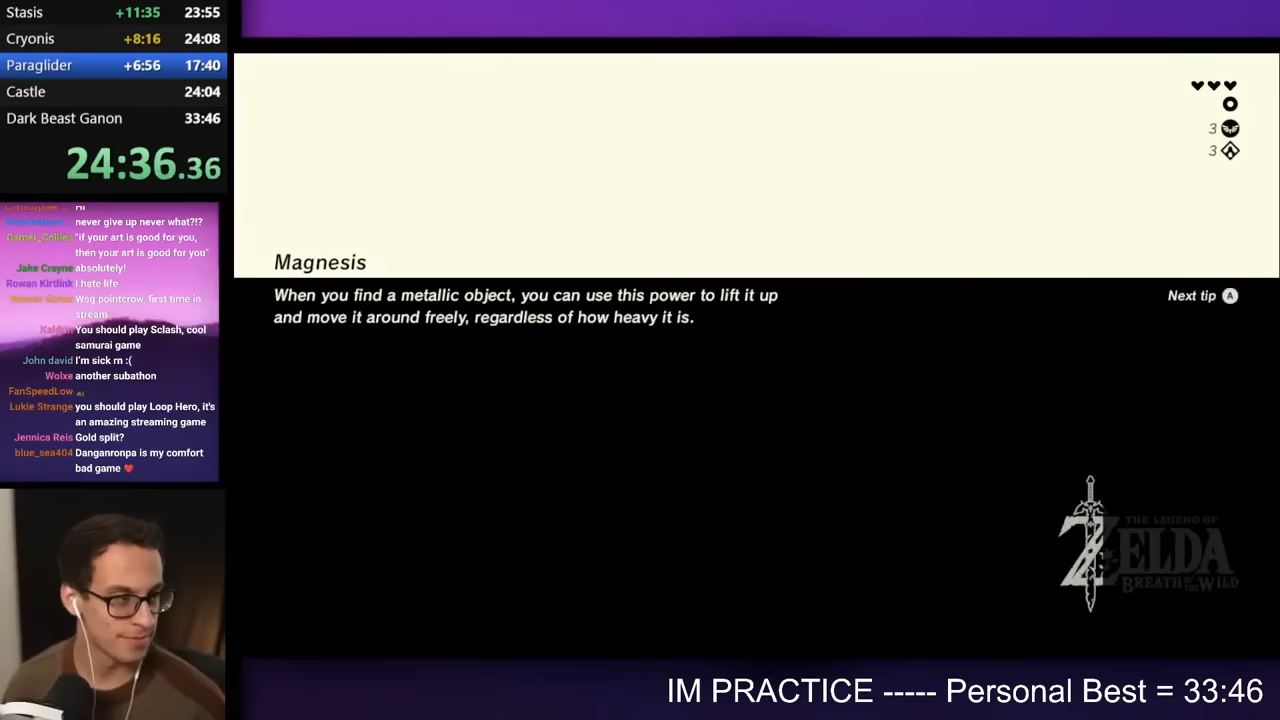 Stasis +11:35 23:55
Cryonis +8:16 24:08
Paraglider +6:56 17:40
Castle 24:04
Dark Beast Ganon 33:46
24:36.36
Hi
never give up never what?!?
Gamer_Collies "if your art is good for you,
then your art is good for you"
Jake Crayne absolutely!
Rowan Kirtlink I hate life
Wsg pointcrow, first time in
stream
You should play Sclash, cool
samurai game
John david I'm sick rn :(
Wolxe another subathon
FanSpeedLow
Lukie Strange you should play Loop Hero, it's
an amazing streaming game
Jennica Reis Gold split?
blue_sea404 Danganronpa is my comfort
bad game ❤️
3
3
Magnesis
When you find a metallic object, you can use this power to lift it up
and move it around freely, regardless of how heavy it is.
Next tip A
THE LEGEND OF
ZELDA
BREATH OF THE WILD
IM PRACTICE ----- Personal Best = 33:46